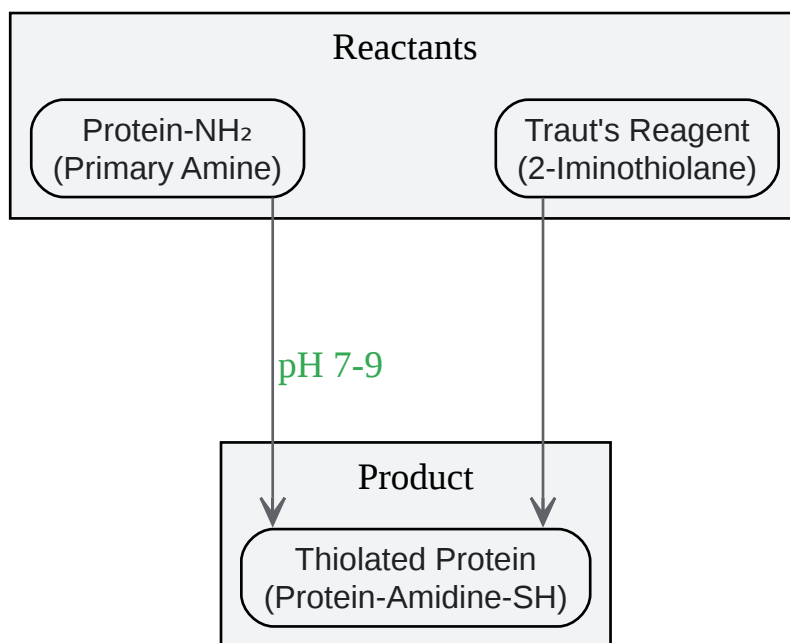 Reactants
Protein-NH₂
(Primary Amine)
Traut's Reagent
(2-Iminothiolane)
pH 7-9
Product
Thiolated Protein
(Protein-Amidine-SH)